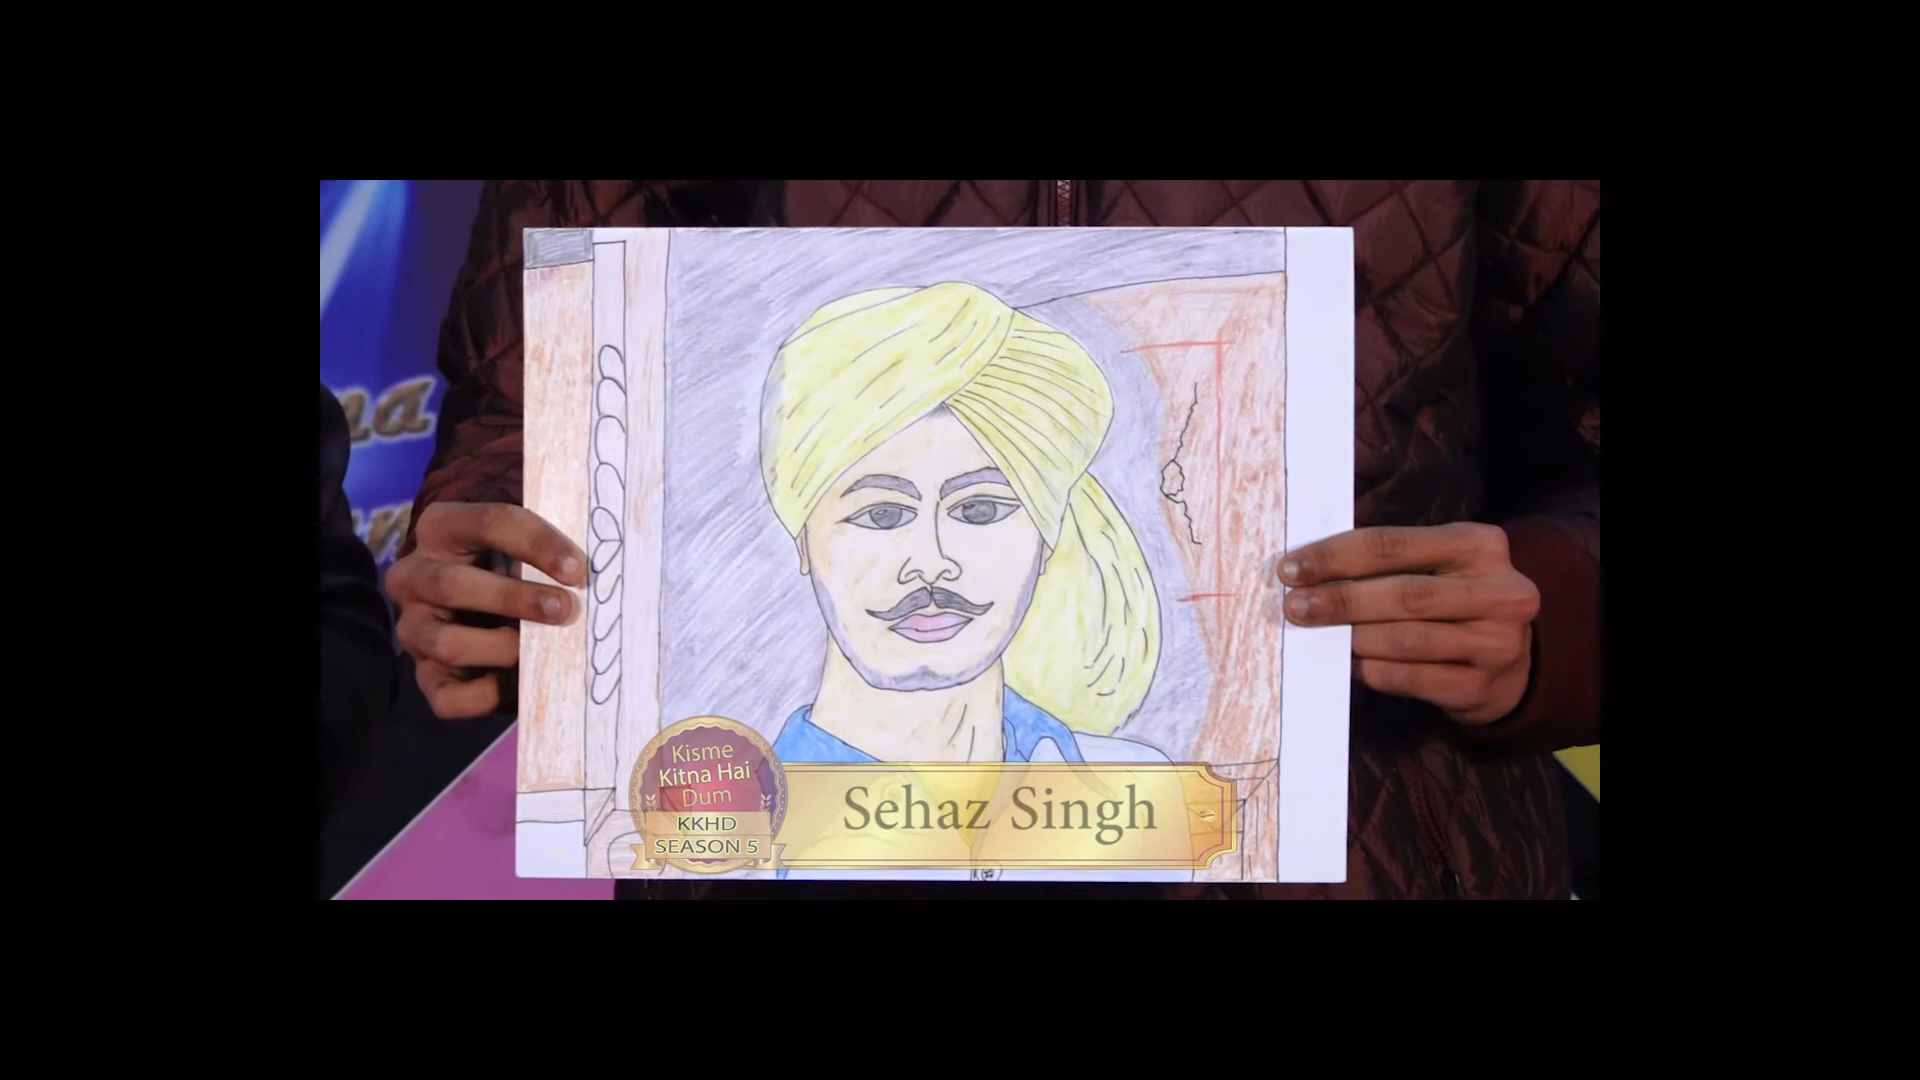 Kisme
Kitna Hai
Dum
KKHD
SEASON 5
Sehaz Singh